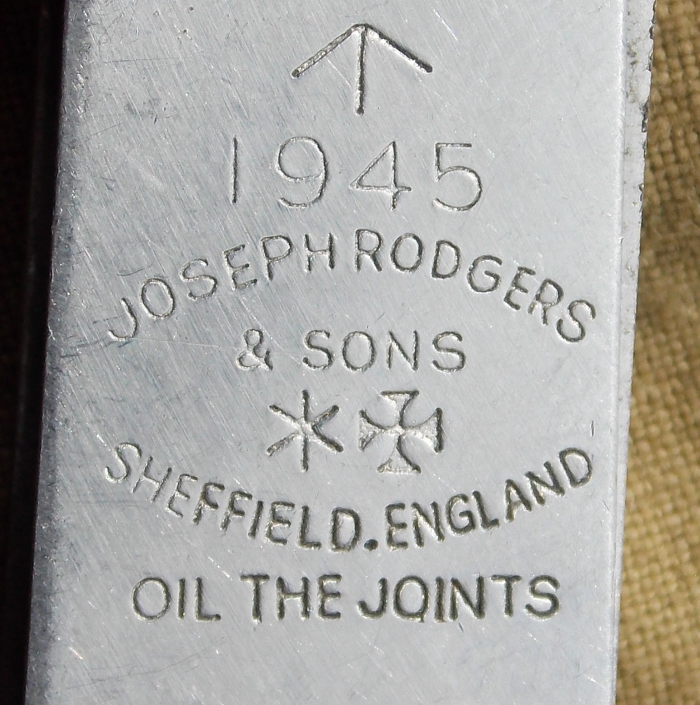 1945
JOSEPH RODGERS
& SONS
SHEFFIELD.ENGLAND
OIL THE JOINTS